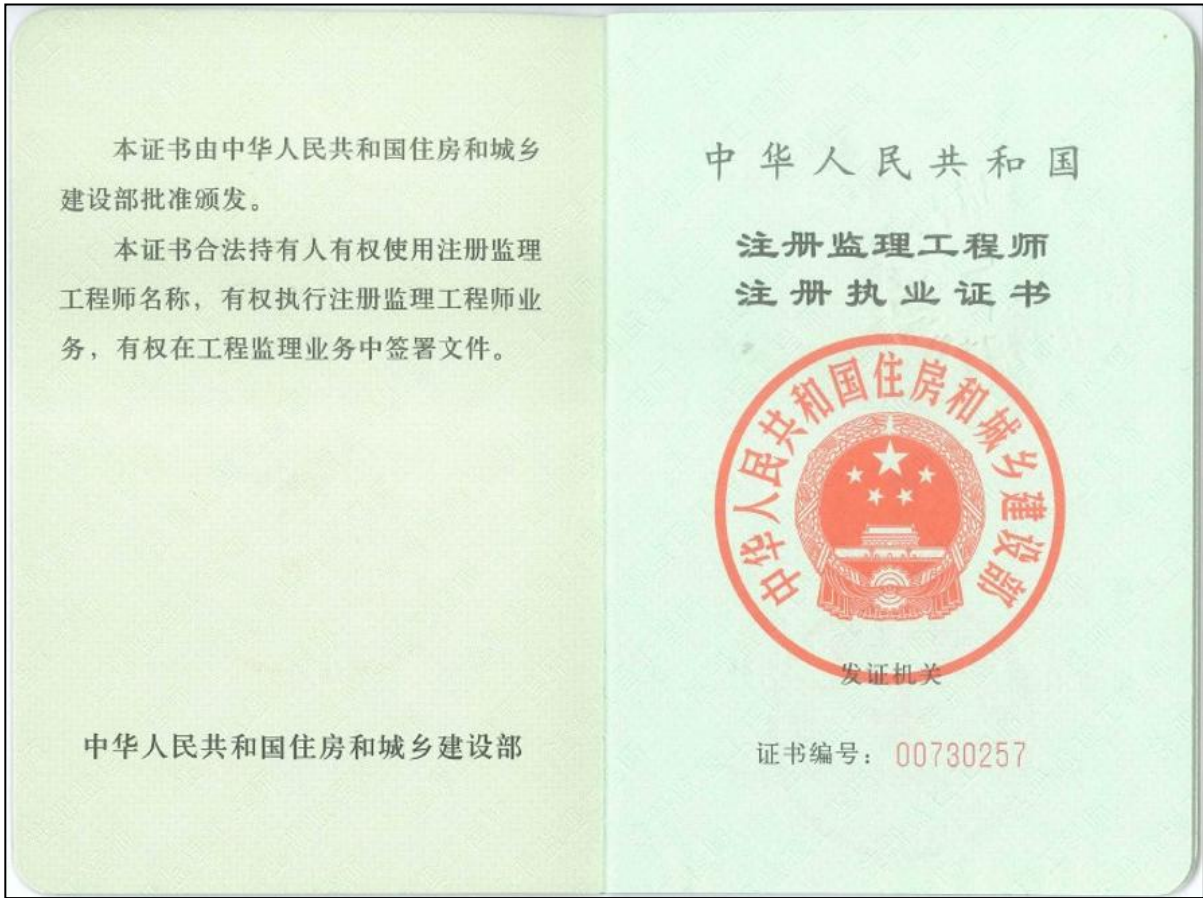 本证书由中华人民共和国住房和城乡
建设部批准颁发。
本证书合法持有人有权使用注册监理
工程师名称，有权执行注册监理工程师业
务，有权在工程监理业务中签署文件。
中华人民共和国住房和城乡建设部
中华人民共和国
注册监理工程师
注册执业证书
中华人民共和国住房和城乡建设部
发证机关
证书编号：00730257